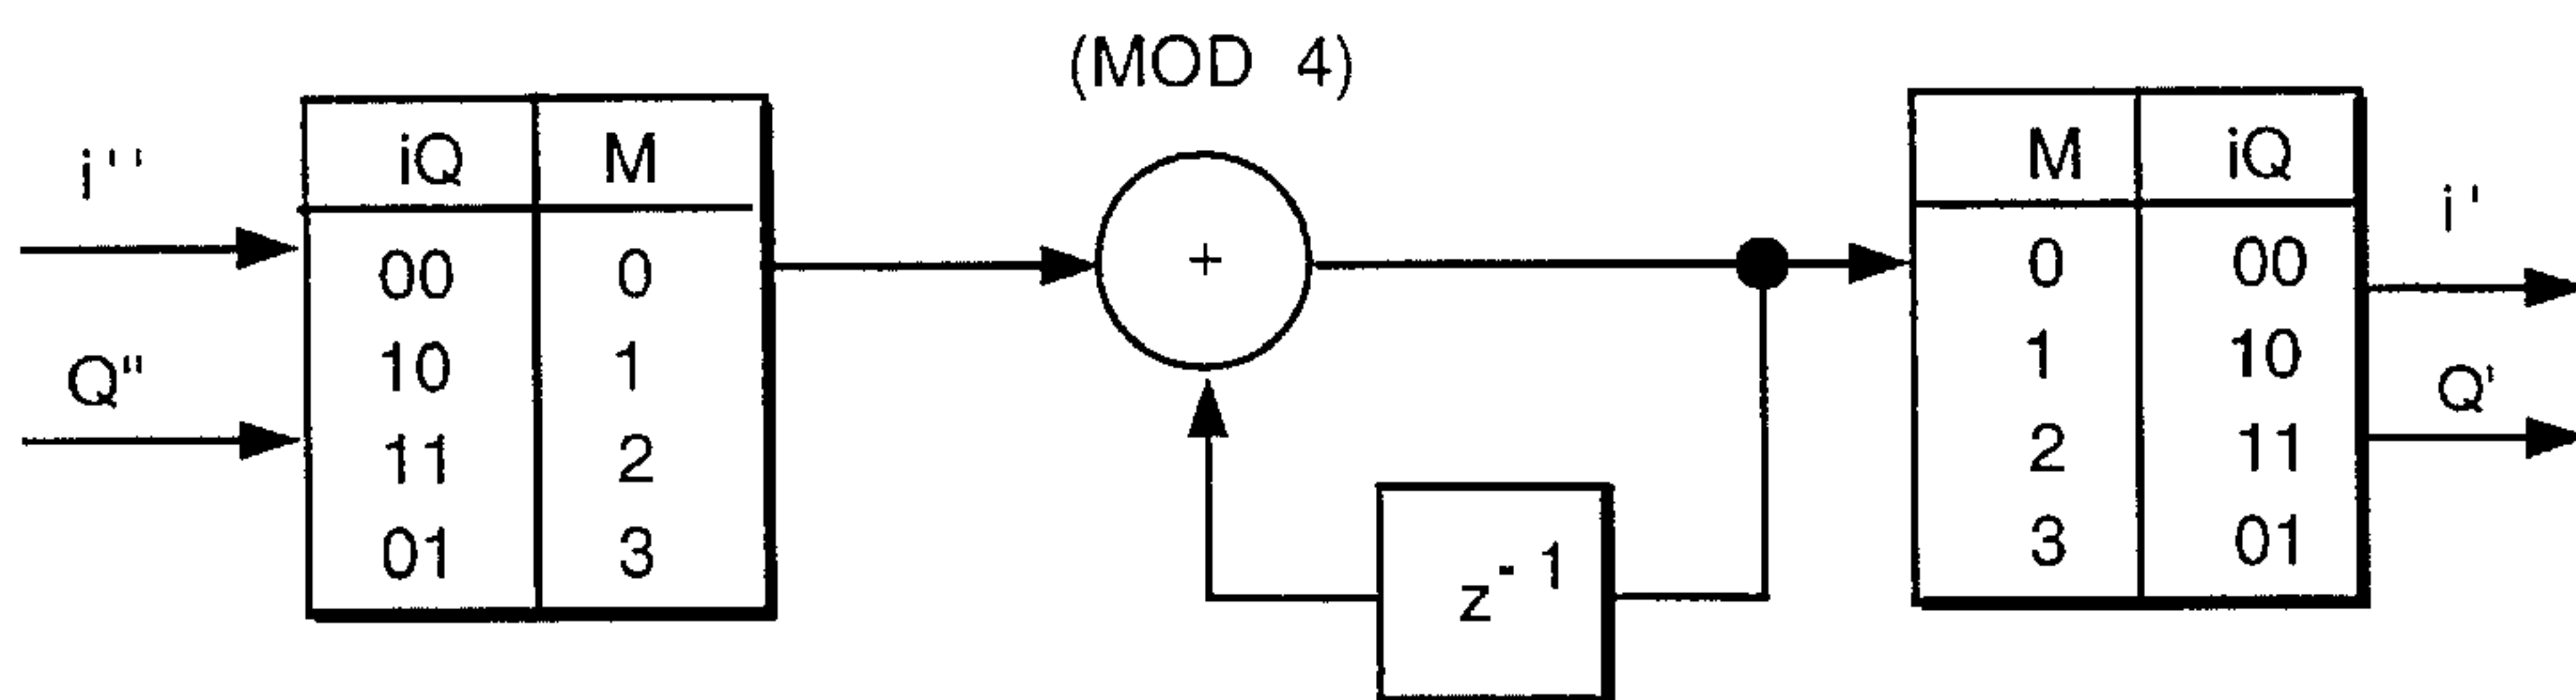 (MOD 4)
i''
Q"
iQ M
00 0
10 1
11 2
01 3
+
z-1
M iQ
0 00
1 10
2 11
3 01
i'
Q'